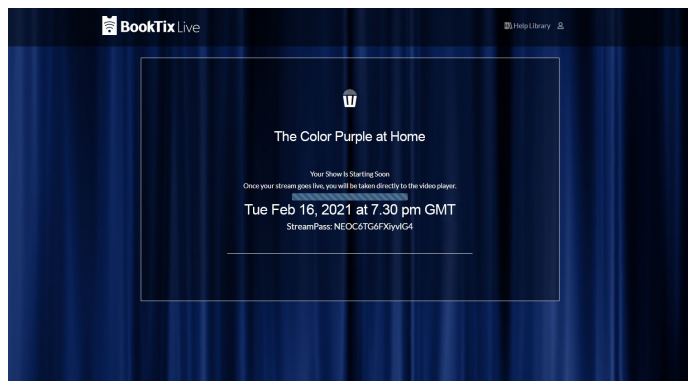 BookTix Live
Help Library
The Color Purple at Home
Your Show Is Starting Soon
Once your stream goes live, you will be taken directly to the video player.
Tue Feb 16, 2021 at 7.30 pm GMT
StreamPass: NEOC6TG6FXiyvIG4